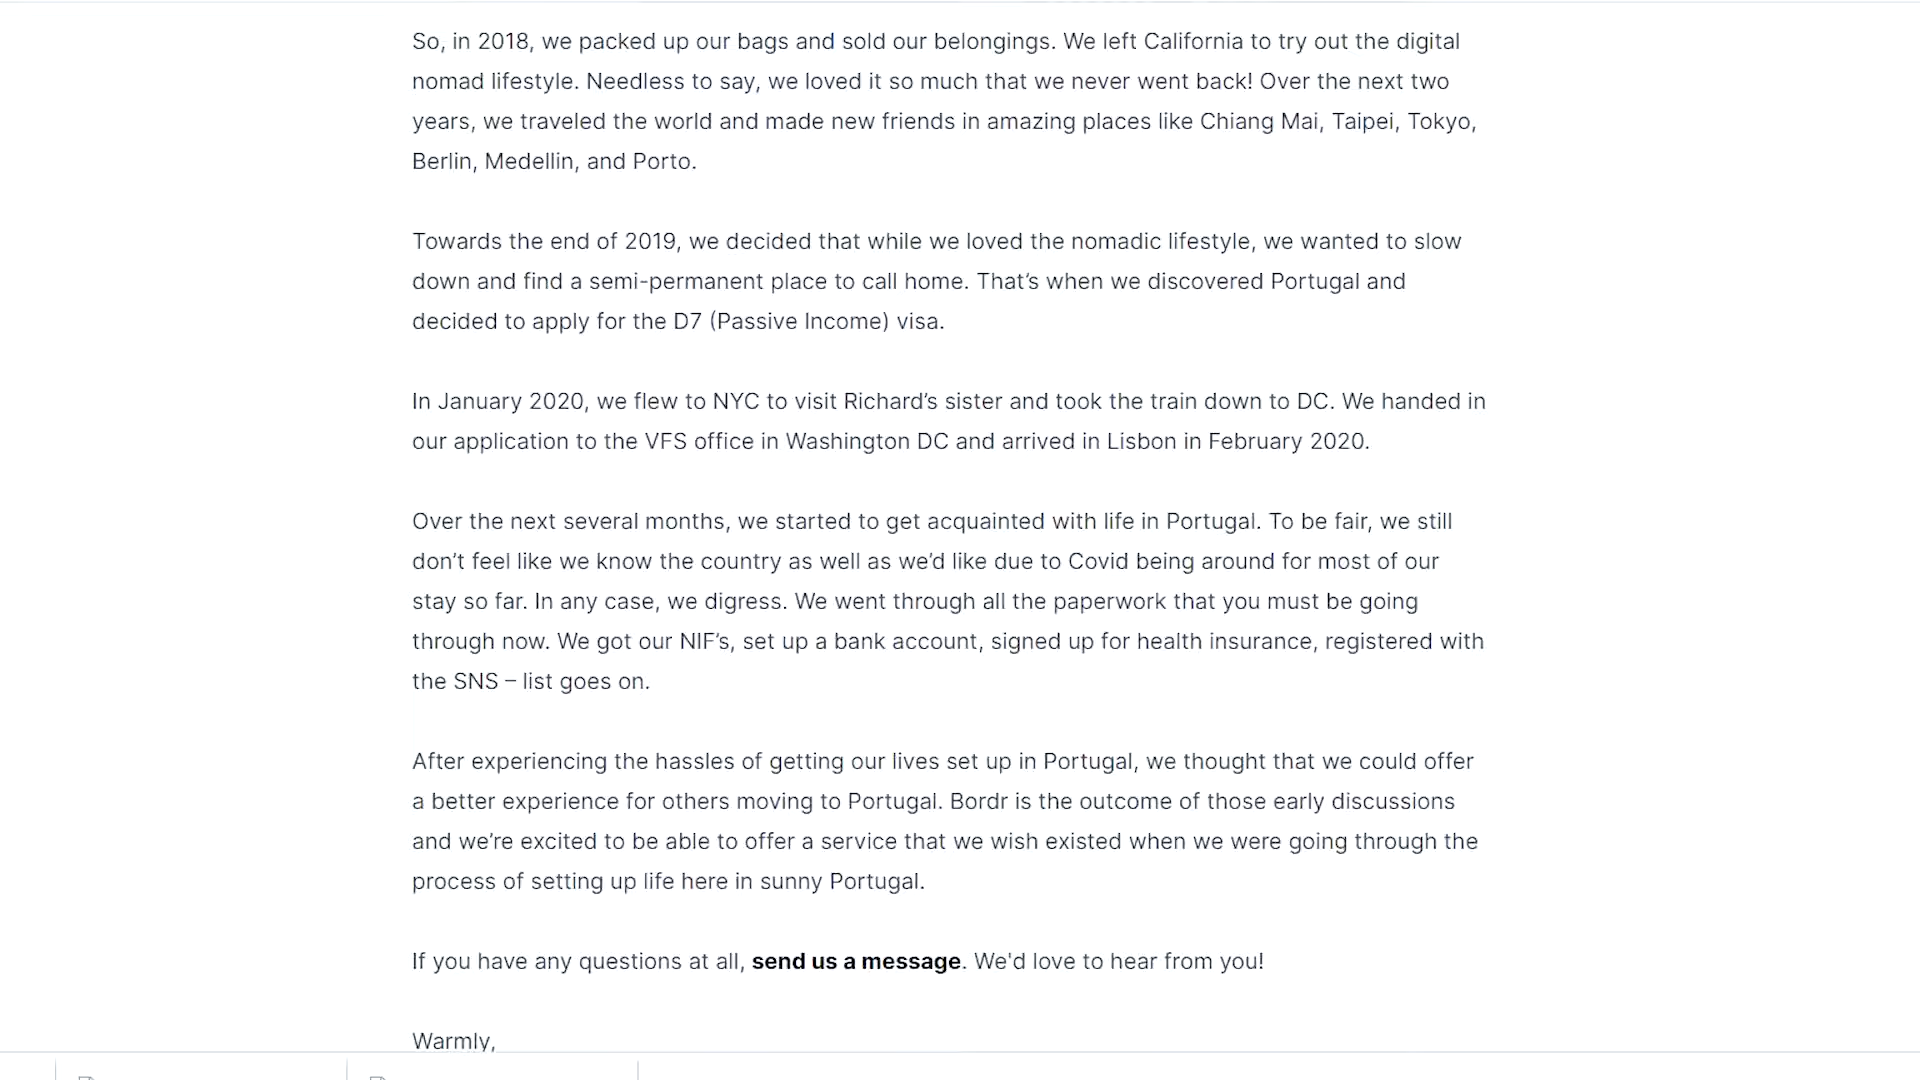 So, in 2018, we packed up our bags and sold our belongings. We left California to try out the digital
nomad lifestyle. Needless to say, we loved it so much that we never went back! Over the next two
years, we traveled the world and made new friends in amazing places like Chiang Mai, Taipei, Tokyo,
Berlin, Medellin, and Porto.
Towards the end of 2019, we decided that while we loved the nomadic lifestyle, we wanted to slow
down and find a semi-permanent place to call home. That’s when we discovered Portugal and
decided to apply for the D7 (Passive Income) visa.
In January 2020, we flew to NYC to visit Richard’s sister and took the train down to DC. We handed in
our application to the VFS office in Washington DC and arrived in Lisbon in February 2020.
Over the next several months, we started to get acquainted with life in Portugal. To be fair, we still
don’t feel like we know the country as well as we’d like due to Covid being around for most of our
stay so far. In any case, we digress. We went through all the paperwork that you must be going
through now. We got our NIF’s, set up a bank account, signed up for health insurance, registered with
the SNS – list goes on.
After experiencing the hassles of getting our lives set up in Portugal, we thought that we could offer
a better experience for others moving to Portugal. Bordr is the outcome of those early discussions
and we’re excited to be able to offer a service that we wish existed when we were going through the
process of setting up life here in sunny Portugal.
If you have any questions at all, send us a message. We'd love to hear from you!
Warmly,